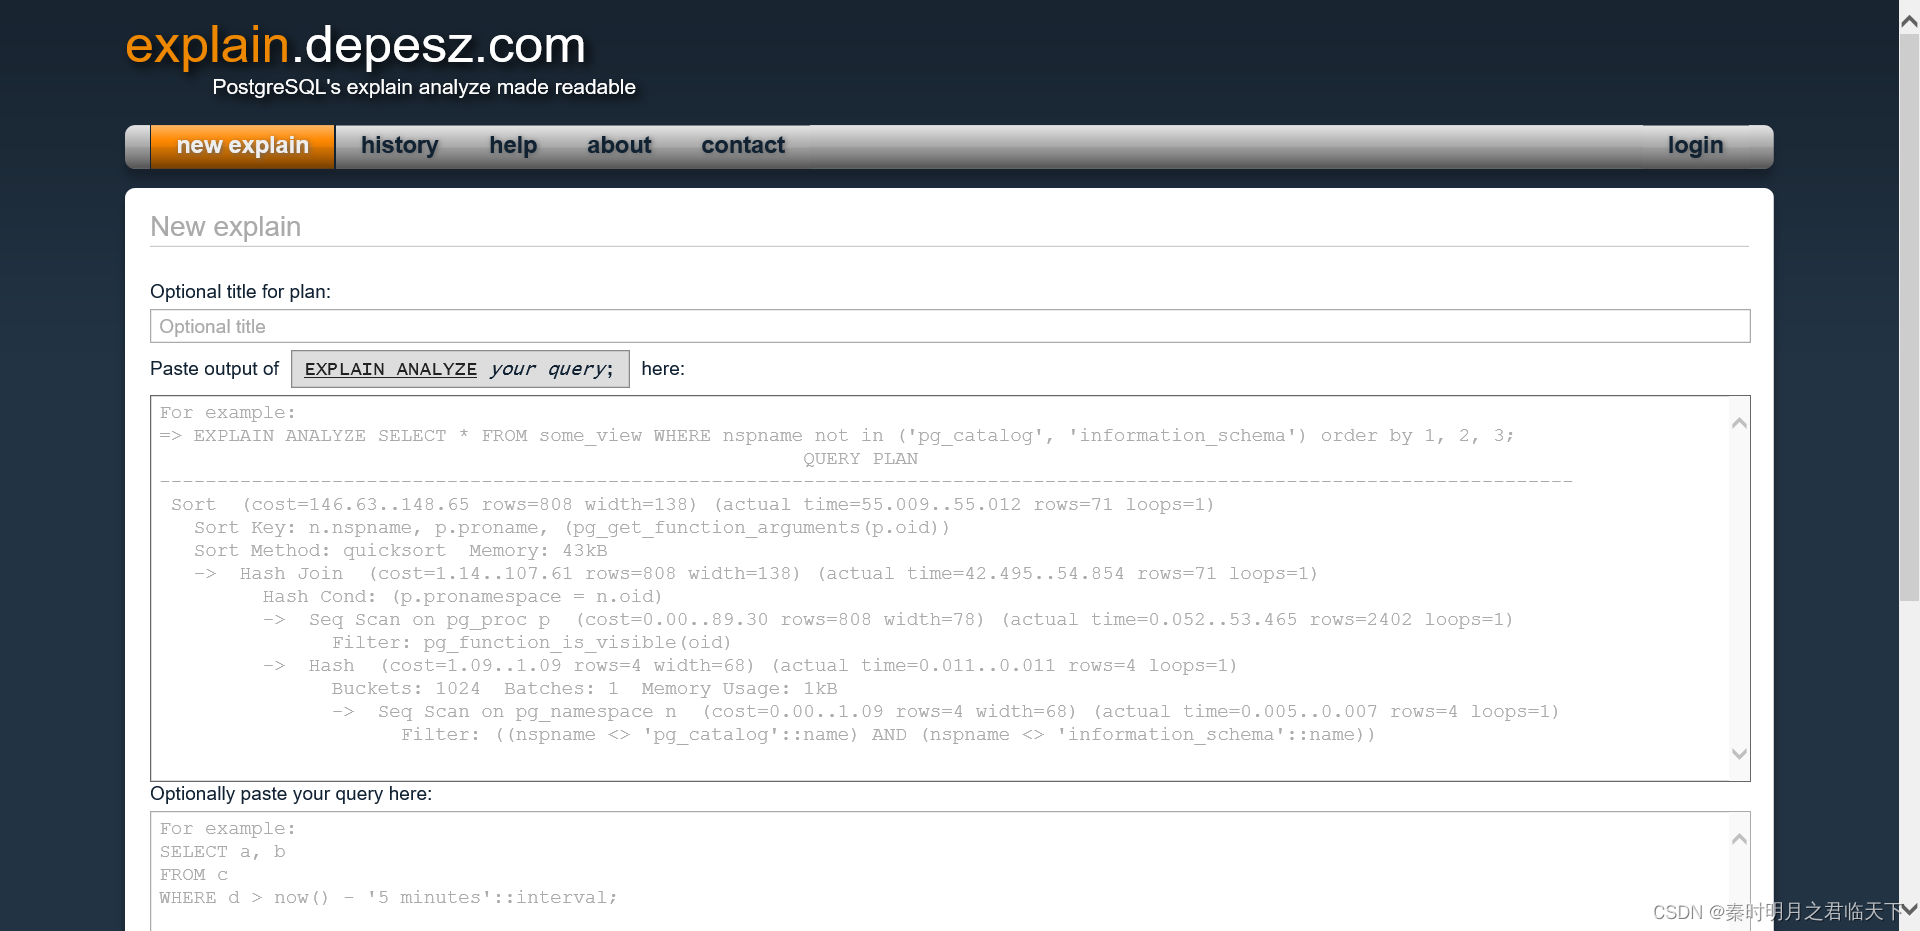 explain.depesz.com
PostgreSQL's explain analyze made readable
new explain history help about contact login
New explain
Optional title for plan:
Optional title
Paste output of EXPLAIN ANALYZE your query; here:
For example:
=> EXPLAIN ANALYZE SELECT * FROM some_view WHERE nspname not in ('pg_catalog', 'information_schema') order by 1, 2, 3;
QUERY PLAN
---------------------------------------------------------------------------------------------------------------------------
Sort  (cost=146.63..148.65 rows=808 width=138) (actual time=55.009..55.012 rows=71 loops=1)
Sort Key: n.nspname, p.proname, (pg_get_function_arguments(p.oid))
Sort Method: quicksort  Memory: 43kB
->  Hash Join  (cost=1.14..107.61 rows=808 width=138) (actual time=42.495..54.854 rows=71 loops=1)
Hash Cond: (p.pronamespace = n.oid)
->  Seq Scan on pg_proc p  (cost=0.00..89.30 rows=808 width=78) (actual time=0.052..53.465 rows=2402 loops=1)
Filter: pg_function_is_visible(oid)
->  Hash  (cost=1.09..1.09 rows=4 width=68) (actual time=0.011..0.011 rows=4 loops=1)
Buckets: 1024  Batches: 1  Memory Usage: 1kB
->  Seq Scan on pg_namespace n  (cost=0.00..1.09 rows=4 width=68) (actual time=0.005..0.007 rows=4 loops=1)
Filter: ((nspname <> 'pg_catalog'::name) AND (nspname <> 'information_schema'::name))
Optionally paste your query here:
For example:
SELECT a, b
FROM c
WHERE d > now() - '5 minutes'::interval;
CSDN @秦时明月之君临天下